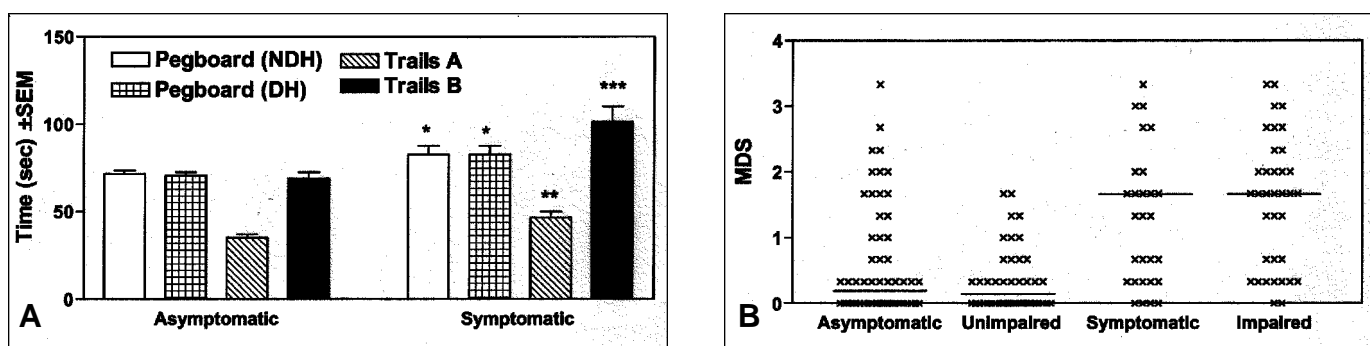 150
100
50
0
Time (sec) ±SEM
Pegboard (NDH)
Trails A
Pegboard (DH)
Trails B
*
*
**
***
Asymptomatic
Symptomatic
A
4
3
2
1
0
MDS
Asymptomatic
Unimpaired
Symptomatic
Impaired
B